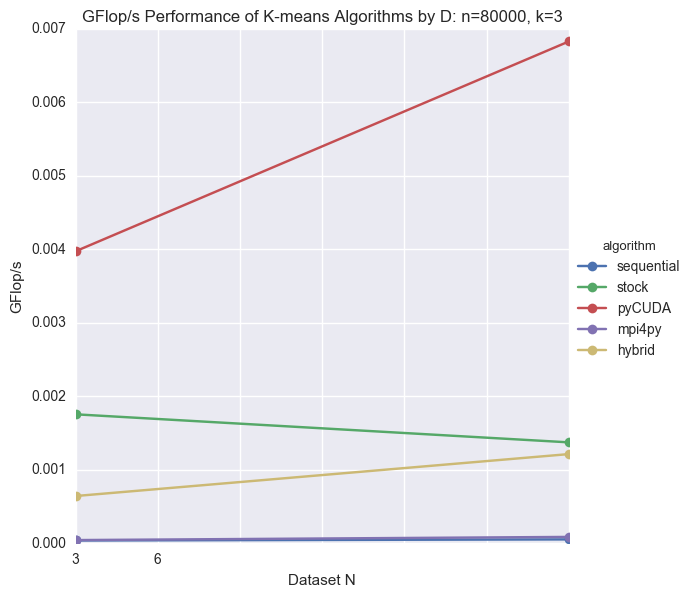 GFlop/s Performance of K-means Algorithms by D: n=80000, k=3
0.007
0.006
0.005
0.004
0.003
0.002
0.001
0.000
GFlop/s
3 6
Dataset N
algorithm
sequential
stock
pyCUDA
mpi4py
hybrid